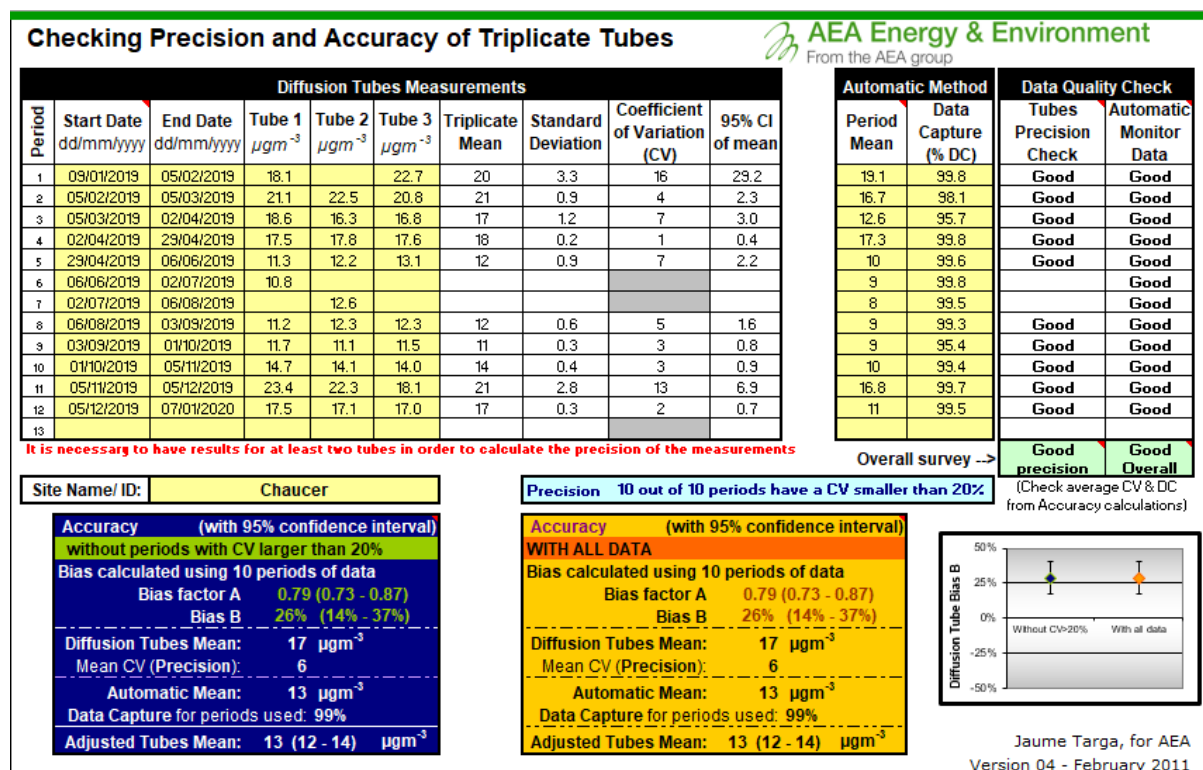 Checking Precision and Accuracy of Triplicate Tubes
AEA Energy & Environment
From the AEA group
Diffusion Tubes Measurements
Period Start Date dd/mm/yyyy End Date dd/mm/yyyy Tube 1 µgm-3 Tube 2 µgm-3 Tube 3 µgm-3 Triplicate Mean Standard Deviation Coefficient of Variation (CV) 95% CI of mean
Automatic Method
Period Mean Data Capture (% DC)
Data Quality Check
Tubes Precision Check Automatic Monitor Data
1 09/01/2019 05/02/2019 18.1 22.7 20 3.3 16 29.2 19.1 99.8 Good Good
2 05/02/2019 05/03/2019 21.1 22.5 20.8 21 0.9 4 2.3 16.7 98.1 Good Good
3 05/03/2019 02/04/2019 18.6 16.3 16.8 17 1.2 7 3.0 12.6 95.7 Good Good
4 02/04/2019 29/04/2019 17.5 17.8 17.6 18 0.2 1 0.4 17.3 99.8 Good Good
5 29/04/2019 06/06/2019 11.3 12.2 13.1 12 0.9 7 2.2 10 99.6 Good Good
6 06/06/2019 02/07/2019 10.8 9 99.8 Good
7 02/07/2019 06/08/2019 12.6 8 99.5 Good
8 06/08/2019 03/09/2019 11.2 12.3 12.3 12 0.6 5 1.6 9 99.3 Good Good
9 03/09/2019 01/10/2019 11.7 11.1 11.5 11 0.3 3 0.8 9 95.4 Good Good
10 01/10/2019 05/11/2019 14.7 14.1 14.0 14 0.4 3 0.9 10 99.4 Good Good
11 05/11/2019 05/12/2019 23.4 22.3 18.1 21 2.8 13 6.9 16.8 99.7 Good Good
12 05/12/2019 07/01/2020 17.5 17.1 17.0 17 0.3 2 0.7 11 99.5 Good Good
13
It is necessary to have results for at least two tubes in order to calculate the precision of the measurements
Overall survey --> Good precision Good Overall
Site Name/ ID: Chaucer
Precision 10 out of 10 periods have a CV smaller than 20%
(Check average CV & DC
from Accuracy calculations)
Accuracy (with 95% confidence interval)
without periods with CV larger than 20%
Bias calculated using 10 periods of data
Bias factor A 0.79 (0.73 - 0.87)
Bias B 26% (14% - 37%)
Diffusion Tubes Mean: 17 µgm-3
Mean CV (Precision): 6
Automatic Mean: 13 µgm-3
Data Capture for periods used: 99%
Adjusted Tubes Mean: 13 (12 - 14) µgm-3
Accuracy (with 95% confidence interval)
WITH ALL DATA
Bias calculated using 10 periods of data
Bias factor A 0.79 (0.73 - 0.87)
Bias B 26% (14% - 37%)
Diffusion Tubes Mean: 17 µgm-3
Mean CV (Precision): 6
Automatic Mean: 13 µgm-3
Data Capture for periods used: 99%
Adjusted Tubes Mean: 13 (12 - 14) µgm-3
Diffusion Tube Bias B
50%
25%
0%
-25%
-50%
Without CV>20% With all data
Jaume Targa, for AEA
Version 04 - February 2011